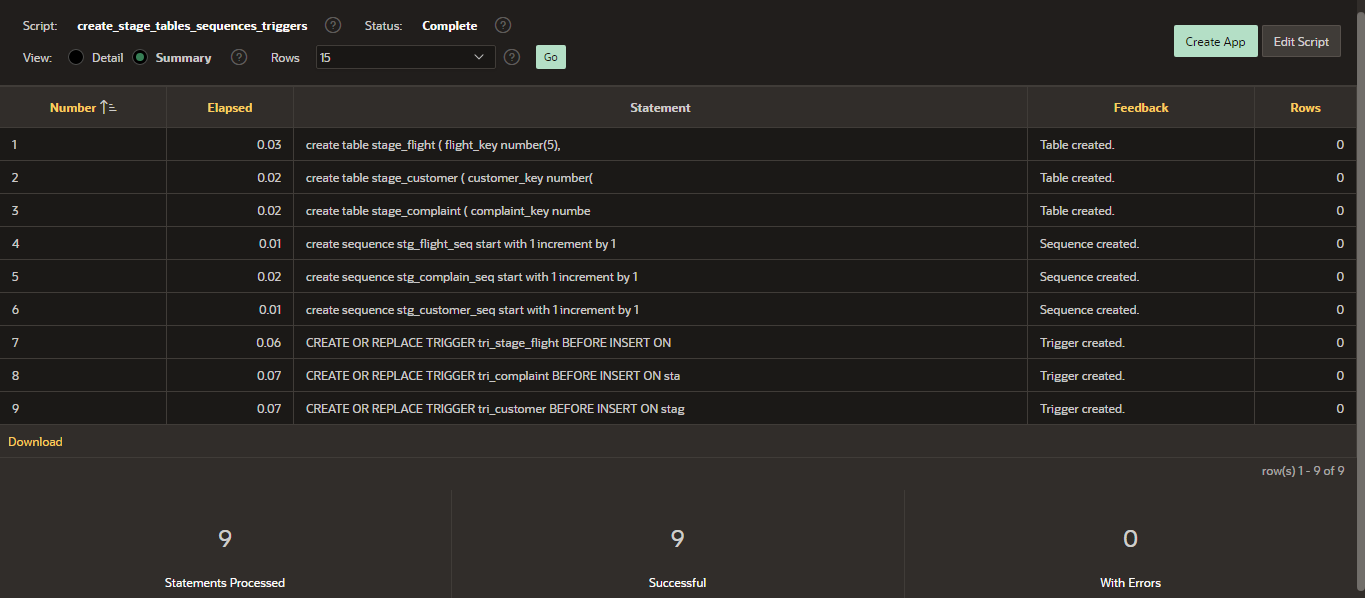 Script: create_stage_tables_sequences_triggers ? Status: Complete ?
Create App Edit Script
View: Detail Summary ? Rows 15 ? Go
Number Elapsed Statement Feedback Rows
1 0.03 create table stage_flight ( flight_key number(5), Table created. 0
2 0.02 create table stage_customer ( customer_key number( Table created. 0
3 0.02 create table stage_complaint ( complaint_key numbe Table created. 0
4 0.01 create sequence stg_flight_seq start with 1 increment by 1 Sequence created. 0
5 0.02 create sequence stg_complain_seq start with 1 increment by 1 Sequence created. 0
6 0.01 create sequence stg_customer_seq start with 1 increment by 1 Sequence created. 0
7 0.06 CREATE OR REPLACE TRIGGER tri_stage_flight BEFORE INSERT ON Trigger created. 0
8 0.07 CREATE OR REPLACE TRIGGER tri_complaint BEFORE INSERT ON sta Trigger created. 0
9 0.07 CREATE OR REPLACE TRIGGER tri_customer BEFORE INSERT ON stag Trigger created. 0
Download
row(s) 1 - 9 of 9
9 9 0
Statements Processed Successful With Errors